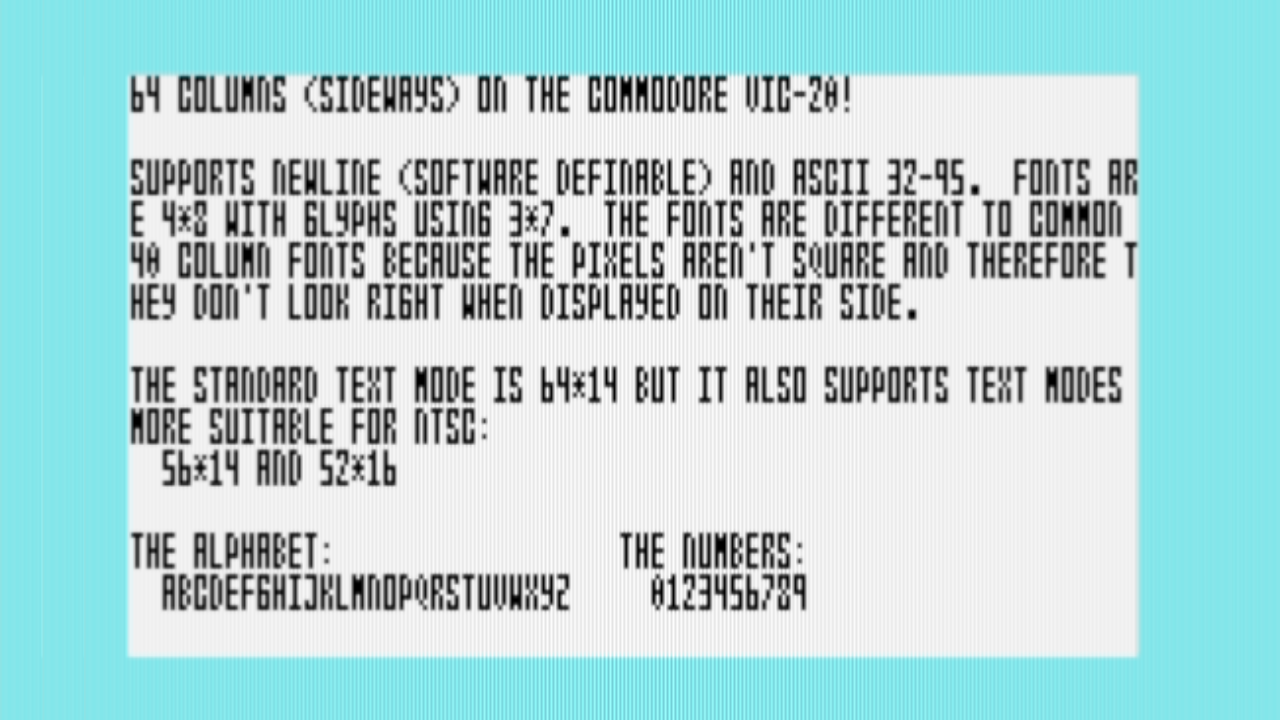 64 COLUMNS (SIDEWAYS) ON THE COMMODORE VIC-20!
SUPPORTS NEWLINE (SOFTWARE DEFINABLE) AND ASCII 32-95.  FONTS AR
E 4*8 WITH GLYPHS USING 3*7.  THE FONTS ARE DIFFERENT TO COMMON
40 COLUMN FONTS BECAUSE THE PIXELS AREN'T SQUARE AND THEREFORE T
HEY DON'T LOOK RIGHT WHEN DISPLAYED ON THEIR SIDE.
THE STANDARD TEXT MODE IS 64*14 BUT IT ALSO SUPPORTS TEXT MODES
MORE SUITABLE FOR NTSC:
56*14 AND 52*16
THE ALPHABET: THE NUMBERS:
ABCDEFGHIJKLMNOPQRSTUVWXYZ 0123456789